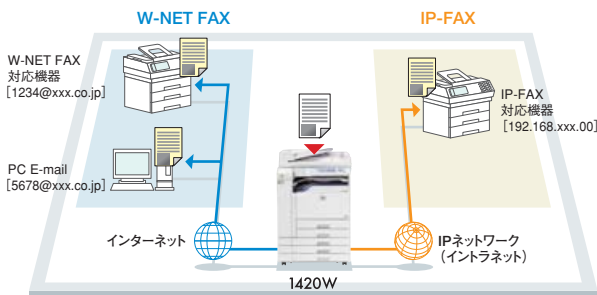 W-NET FAX
IP-FAX
W-NET FAX
対応機器
[1234@xxx.co.jp]
PC E-mail
[5678@xxx.co.jp]
IP-FAX
対応機器
[192.168.xxx.00]
インターネット
IPネットワーク
(イントラネット)
1420W